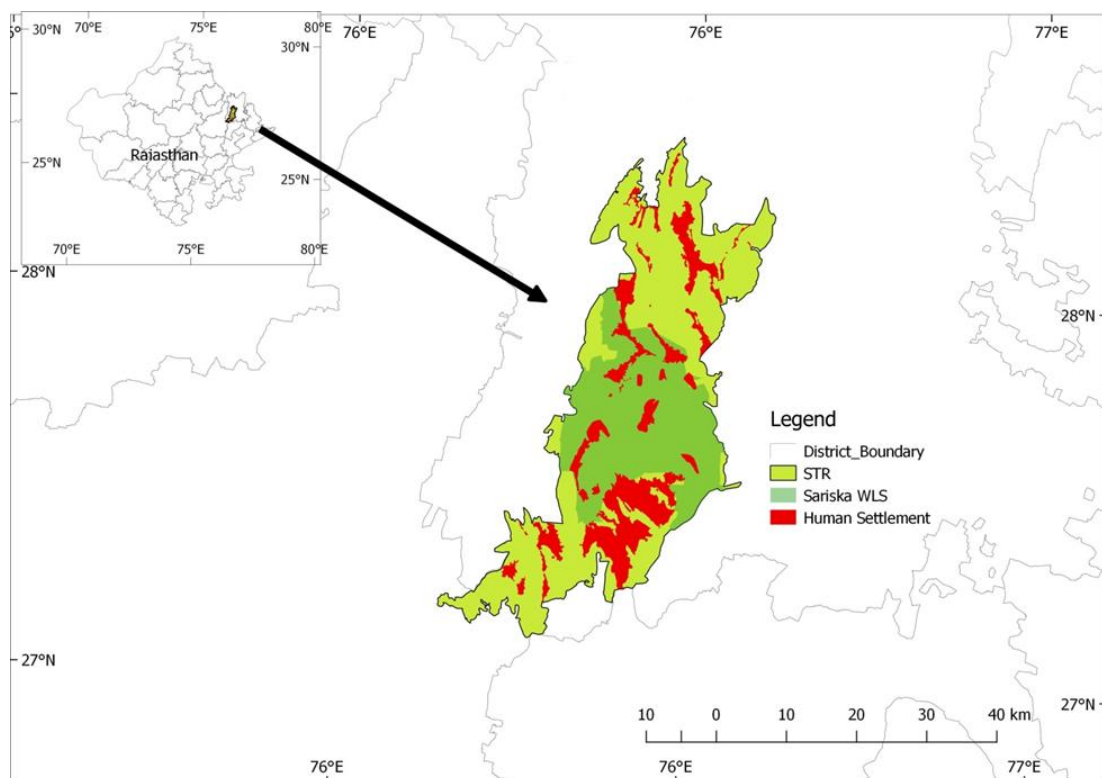 70°E 75°E 80°E
30°N
30°N
Rajasthan
25°N
25°N
70°E 75°E 80°E
76°E 76°E 77°E
28°N
28°N
Legend
District_Boundary
STR
Sariska WLS
Human Settlement
27°N
27°N
10 0 10 20 30 40 km
76°E 76°E 77°E